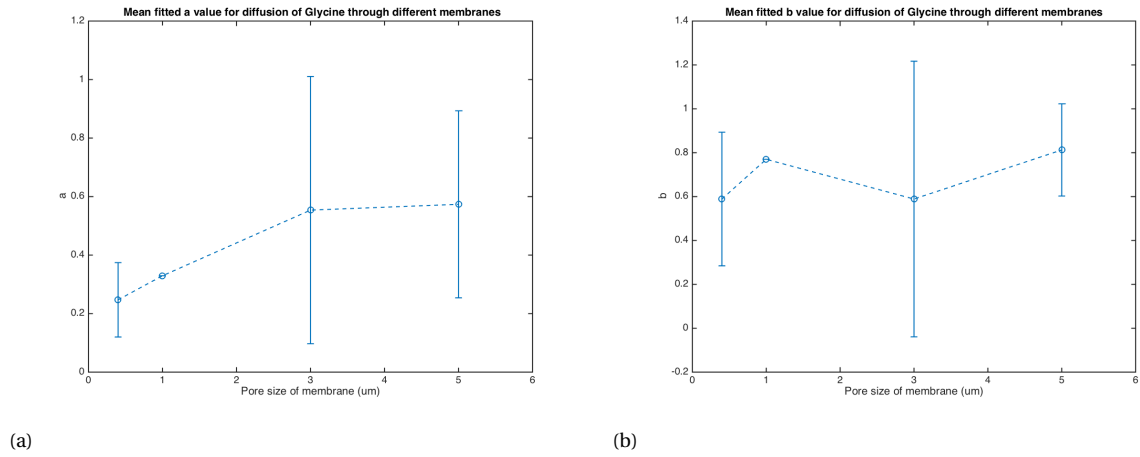 Mean fitted a value for diffusion of Glycine through different membranes
1.2
1
0.8
0.6
0.4
0.2
0
a
0 1 2 3 4 5 6
Pore size of membrane (um)
(a)
Mean fitted b value for diffusion of Glycine through different membranes
1.4
1.2
1
0.8
0.6
0.4
0.2
0
-0.2
b
0 1 2 3 4 5 6
Pore size of membrane (um)
(b)